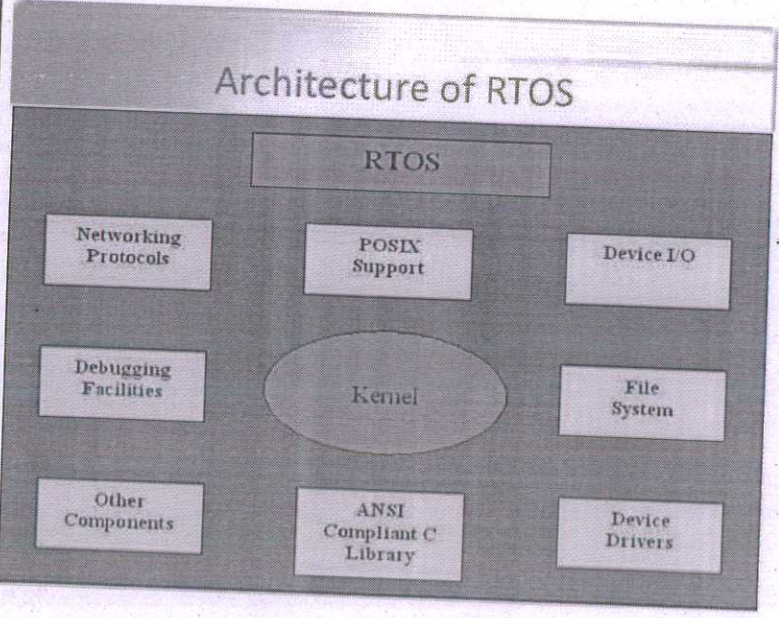 Architecture of RTOS
RTOS
Networking
Protocols
POSIX
Support
Device I/O
Debugging
Facilities
Kernel
File
System
Other
Components
ANSI
Compliant C
Library
Device
Drivers